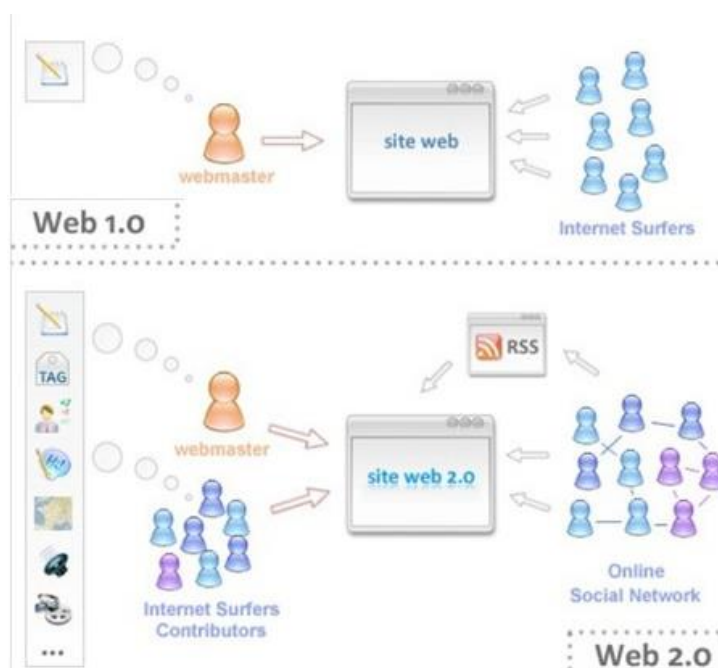 site web
webmaster
Internet Surfers
Web 1.0
RSS
TAG
webmaster
site web 2.0
Internet Surfers
Contributors
Online
Social Network
...
Web 2.0